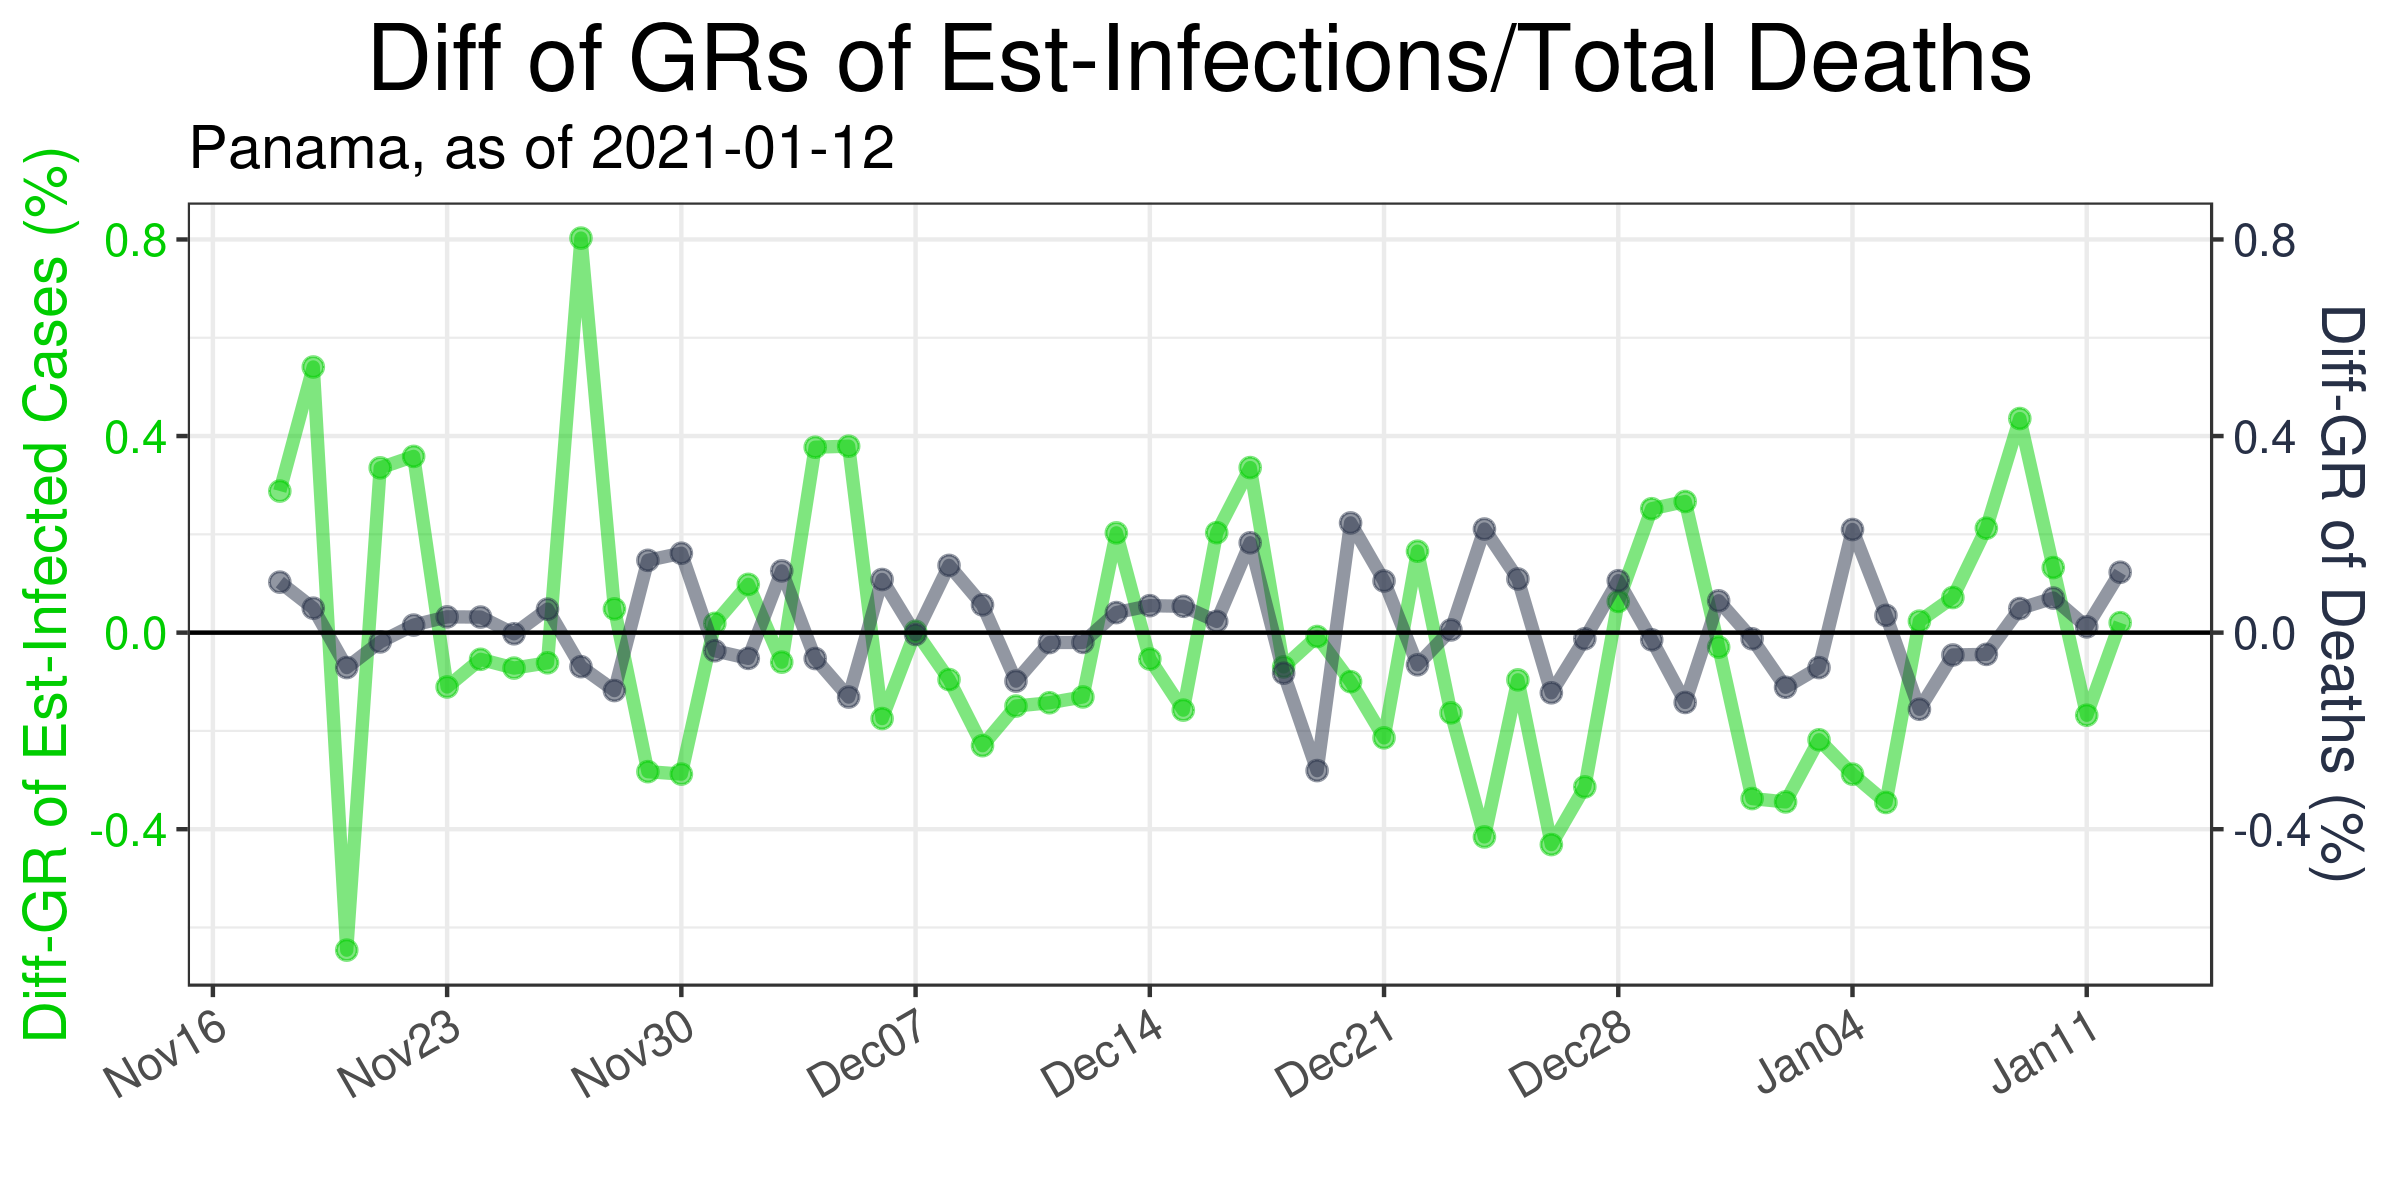 Diff of GRs of Est-Infections/Total Deaths
Panama, as of 2021-01-12
Diff-GR of Est-Infected Cases (%)
0.8
0.4
0.0
-0.4
0.8
0.4
0.0
-0.4
Diff-GR of Deaths (%)
Nov16
Nov23
Nov30
Dec07
Dec14
Dec21
Dec28
Jan04
Jan11